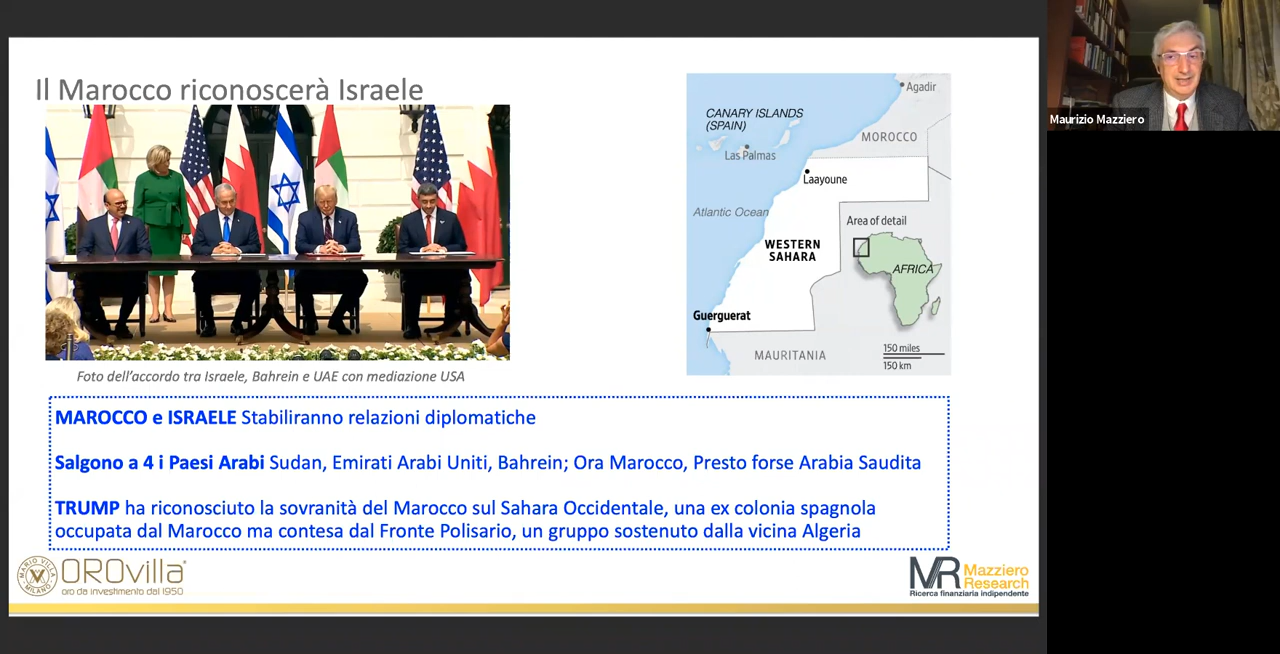 Il Marocco riconoscerà Israele
Maurizio Mazziero
Agadir
CANARY ISLANDS
(SPAIN)
MOROCCO
Las Palmas
Laayoune
Atlantic Ocean
Area of detail
WESTERN
SAHARA
AFRICA
Guerguerat
MAURITANIA
150 miles
150 km
Foto dell'accordo tra Israele, Bahrein e UAE con mediazione USA
MAROCCO e ISRAELE Stabiliranno relazioni diplomatiche
Salgono a 4 i Paesi Arabi Sudan, Emirati Arabi Uniti, Bahrein; Ora Marocco, Presto forse Arabia Saudita
TRUMP ha riconosciuto la sovranità del Marocco sul Sahara Occidentale, una ex colonia spagnola
occupata dal Marocco ma contesa dal Fronte Polisario, un gruppo sostenuto dalla vicina Algeria
MARIO VILLA MILANO
OROvilla
oro da investimento dal 1950
MR Mazziero
Research
Ricerca finanziaria indipendente